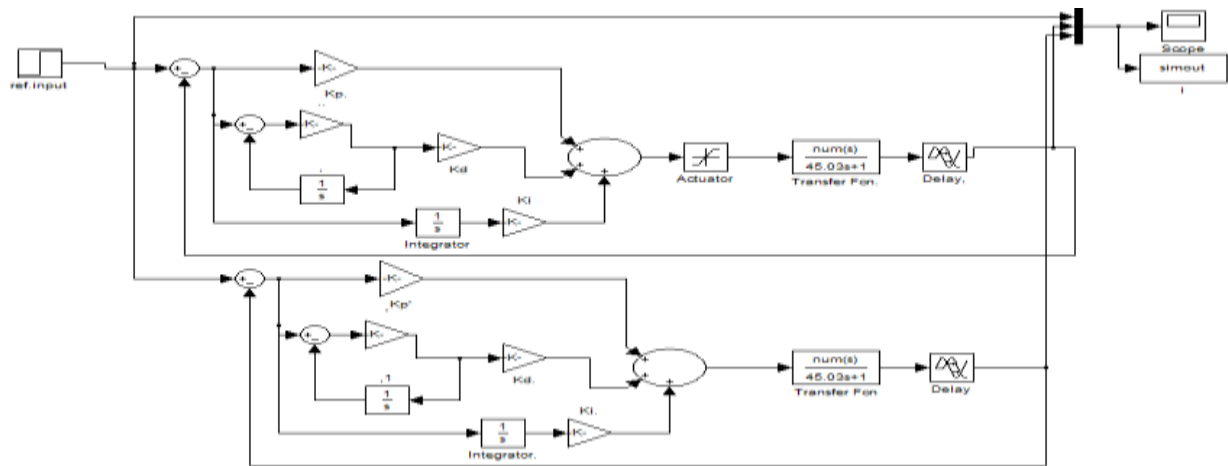 ref.input
+
-
-K-
Kp.
..
+
-
-K-
K-
Kd
.
1
s
1
s
Integrator
Ki
K-
+
+
+
Actuator
num(s)
45.03s+1
Transfer Fcn.
Delay.
Scope
simout
+
-
-K-
,Kp'
+
-
-K-
K-
Kd.
,1
1
s
1
s
Integrator.
Ki.
K-
+
+
+
num(s)
45.03s+1
Transfer Fcn
Delay